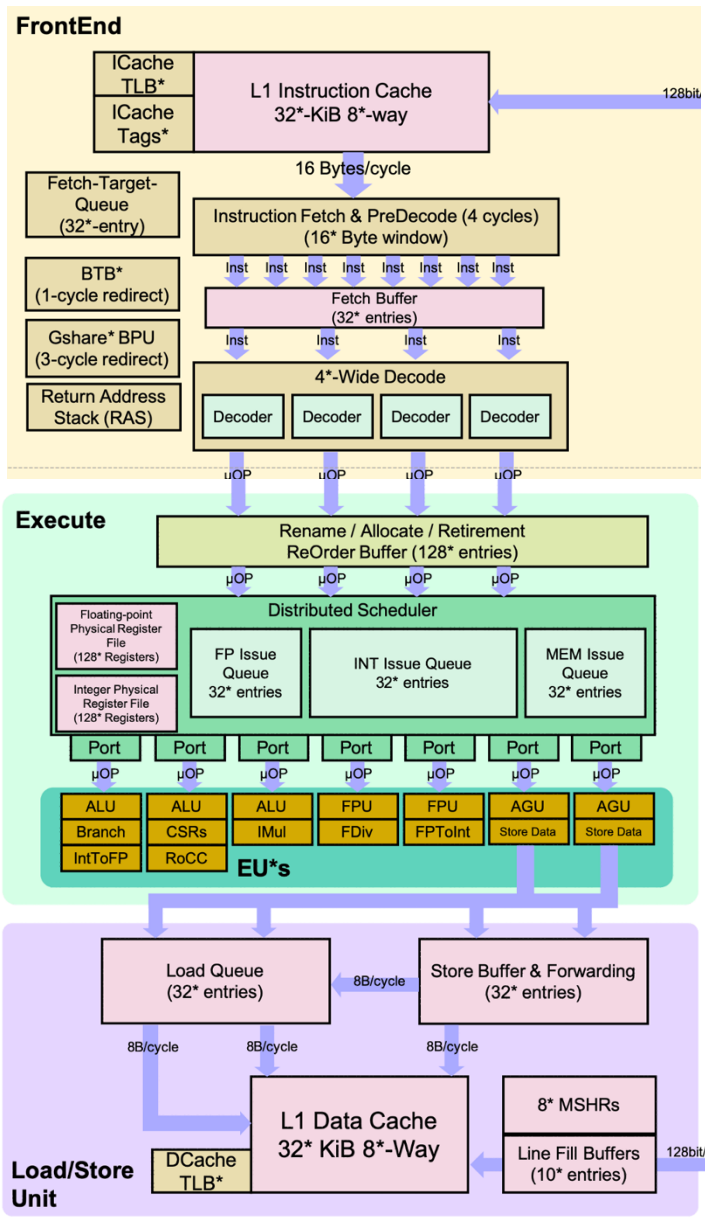 FrontEnd
ICache
TLB*
ICache
Tags*
L1 Instruction Cache
32*-KiB 8*-way
128bit/
16 Bytes/cycle
Fetch-Target-
Queue
(32*-entry)
Instruction Fetch & PreDecode (4 cycles)
(16* Byte window)
Inst Inst Inst Inst Inst Inst Inst Inst
BTB*
(1-cycle redirect)
Fetch Buffer
(32* entries)
Gshare* BPU
(3-cycle redirect)
Inst Inst Inst Inst
4*-Wide Decode
Return Address
Stack (RAS)
Decoder Decoder Decoder Decoder
µOP µOP µOP µOP
Execute
Rename / Allocate / Retirement
ReOrder Buffer (128* entries)
µOP µOP µOP µOP
Distributed Scheduler
Floating-point
Physical Register
File
(128* Registers)
Integer Physical
Register File
(128* Registers)
FP Issue
Queue
32* entries
INT Issue Queue
32* entries
MEM Issue
Queue
32* entries
Port Port Port Port Port Port Port
µOP µOP µOP µOP µOP µOP µOP
ALU ALU ALU FPU FPU AGU AGU
Branch CSRs IMul FDiv FPToInt Store Data Store Data
IntToFP RoCC
EU*s
Load Queue
(32* entries)
8B/cycle
Store Buffer & Forwarding
(32* entries)
8B/cycle 8B/cycle 8B/cycle
L1 Data Cache
32* KiB 8*-Way
8* MSHRs
Line Fill Buffers
(10* entries)
128bit/
DCache
TLB*
Load/Store
Unit